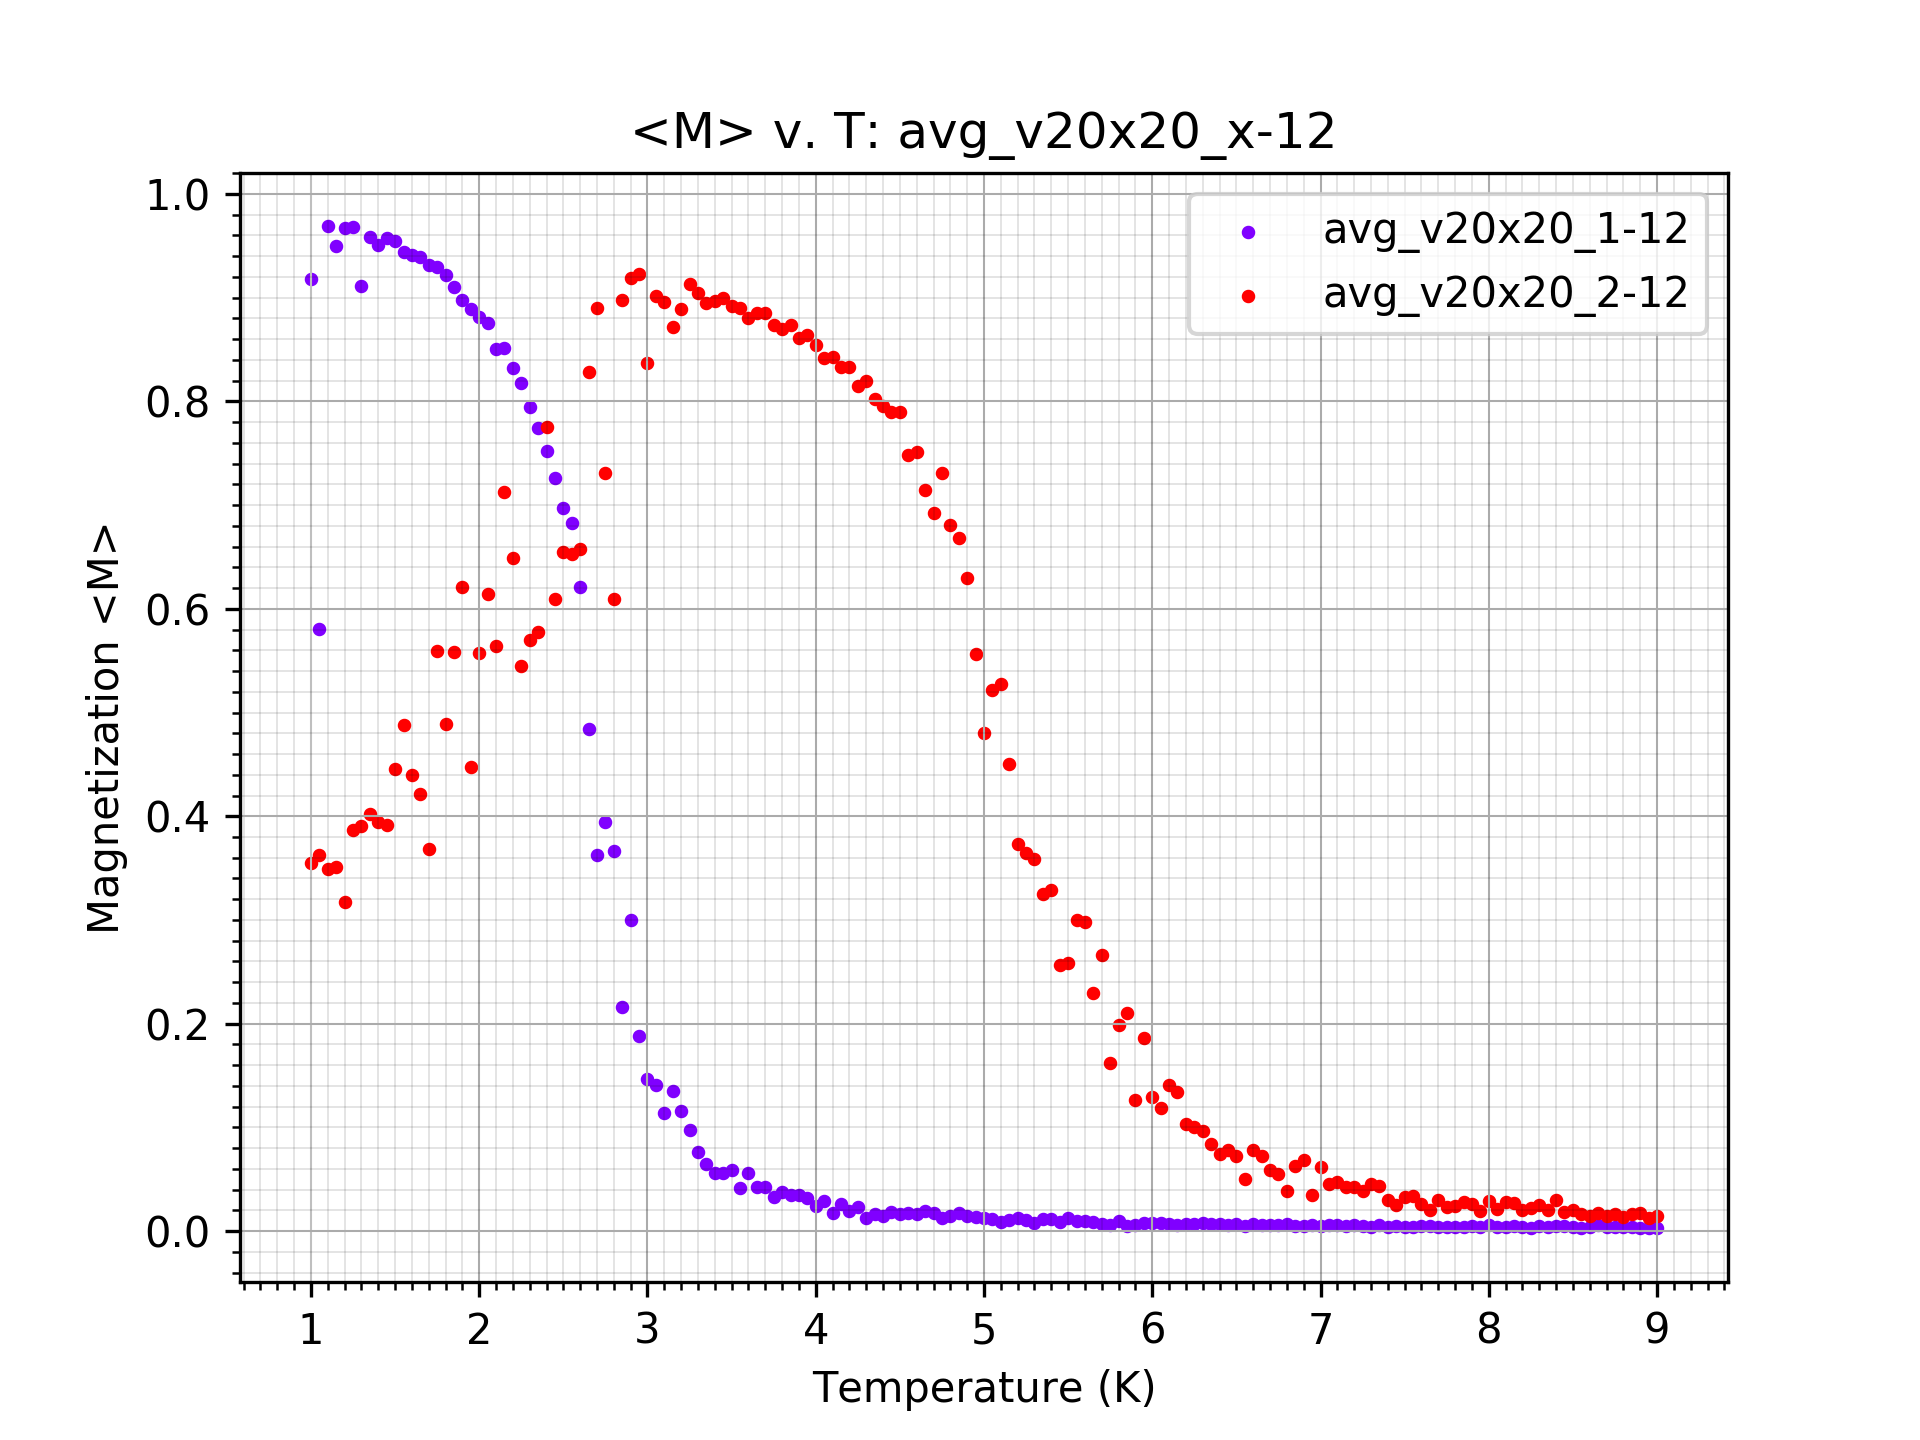 <M> v. T: avg_v20x20_x-12
avg_v20x20_1-12
avg_v20x20_2-12
Magnetization <M>
1.0
0.8
0.6
0.4
0.2
0.0
1 2 3 4 5 6 7 8 9
Temperature (K)